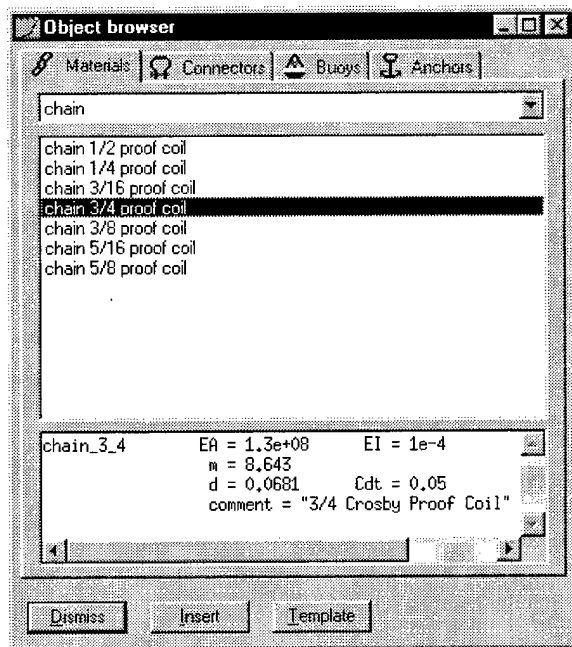 Object browser
Materials Connectors Buoys Anchors
chain
chain 1/2 proof coil
chain 1/4 proof coil
chain 3/16 proof coil
chain 3/4 proof coil
chain 3/8 proof coil
chain 5/16 proof coil
chain 5/8 proof coil
chain_3_4 EA = 1.3e+08 EI = 1e-4
m = 8.643
d = 0.0681 Cdt = 0.05
comment = "3/4 Crosby Proof Coil"
Dismiss Insert Template